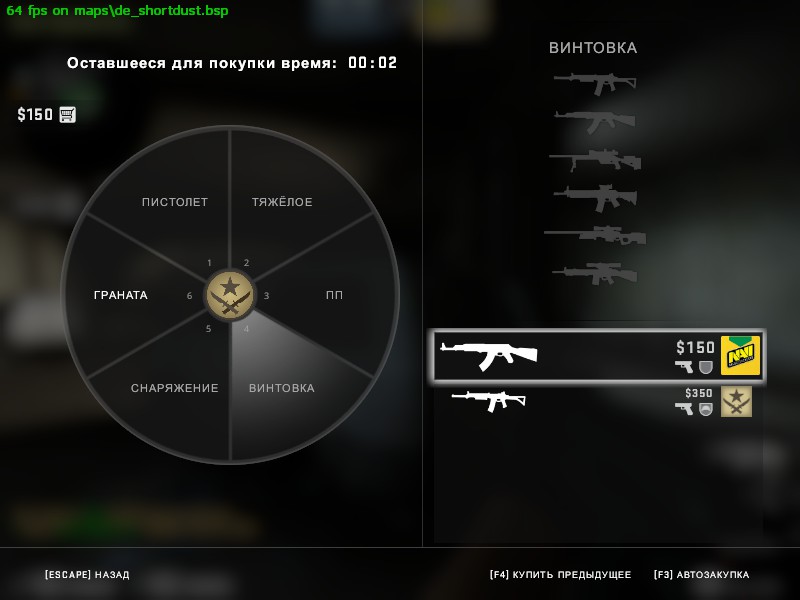 64 fps on maps\de_shortdust.bsp
Оставшееся для покупки время: 00:02
$150
ПИСТОЛЕТ
ТЯЖЁЛОЕ
1
2
ГРАНАТА
6
3
ПП
5
4
СНАРЯЖЕНИЕ
ВИНТОВКА
ВИНТОВКА
$150
NAVI
$350
[ESCAPE] НАЗАД
[F4] КУПИТЬ ПРЕДЫДУЩЕЕ
[F3] АВТОЗАКУПКА